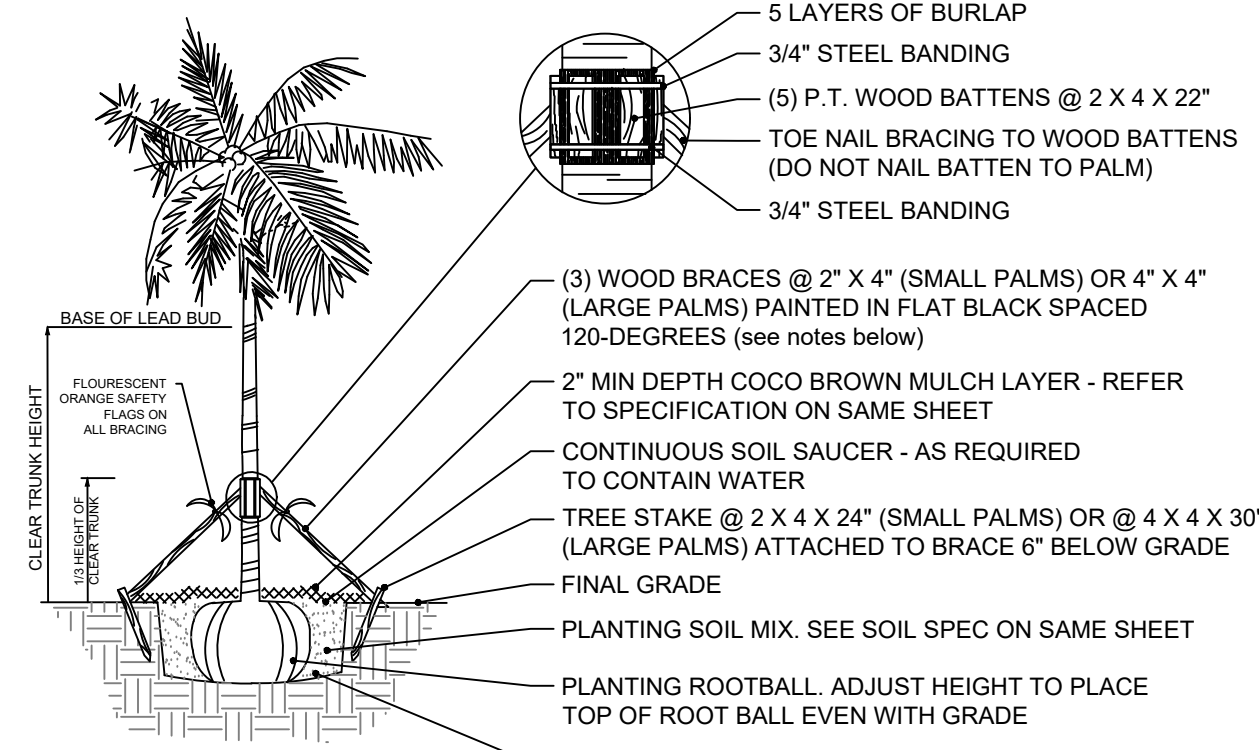 5 LAYERS OF BURLAP
3/4" STEEL BANDING
(5) P.T. WOOD BATTENS @ 2 X 4 X 22"
TOE NAIL BRACING TO WOOD BATTENS
(DO NOT NAIL BATTEN TO PALM)
3/4" STEEL BANDING
(3) WOOD BRACES @ 2" X 4" (SMALL PALMS) OR 4" X 4"
(LARGE PALMS) PAINTED IN FLAT BLACK SPACED
120-DEGREES (see notes below)
2" MIN DEPTH COCO BROWN MULCH LAYER - REFER
TO SPECIFICATION ON SAME SHEET
CONTINUOUS SOIL SAUCER - AS REQUIRED
TO CONTAIN WATER
TREE STAKE @ 2 X 4 X 24" (SMALL PALMS) OR @ 4 X 4 X 30"
(LARGE PALMS) ATTACHED TO BRACE 6" BELOW GRADE
FINAL GRADE
PLANTING SOIL MIX. SEE SOIL SPEC ON SAME SHEET
PLANTING ROOTBALL. ADJUST HEIGHT TO PLACE
TOP OF ROOT BALL EVEN WITH GRADE
BASE OF LEAD BUD
FLOURESCENT
ORANGE SAFETY
FLAGS ON
ALL BRACING
CLEAR TRUNK HEIGHT
1/3 HEIGHT OF
CLEAR TRUNK